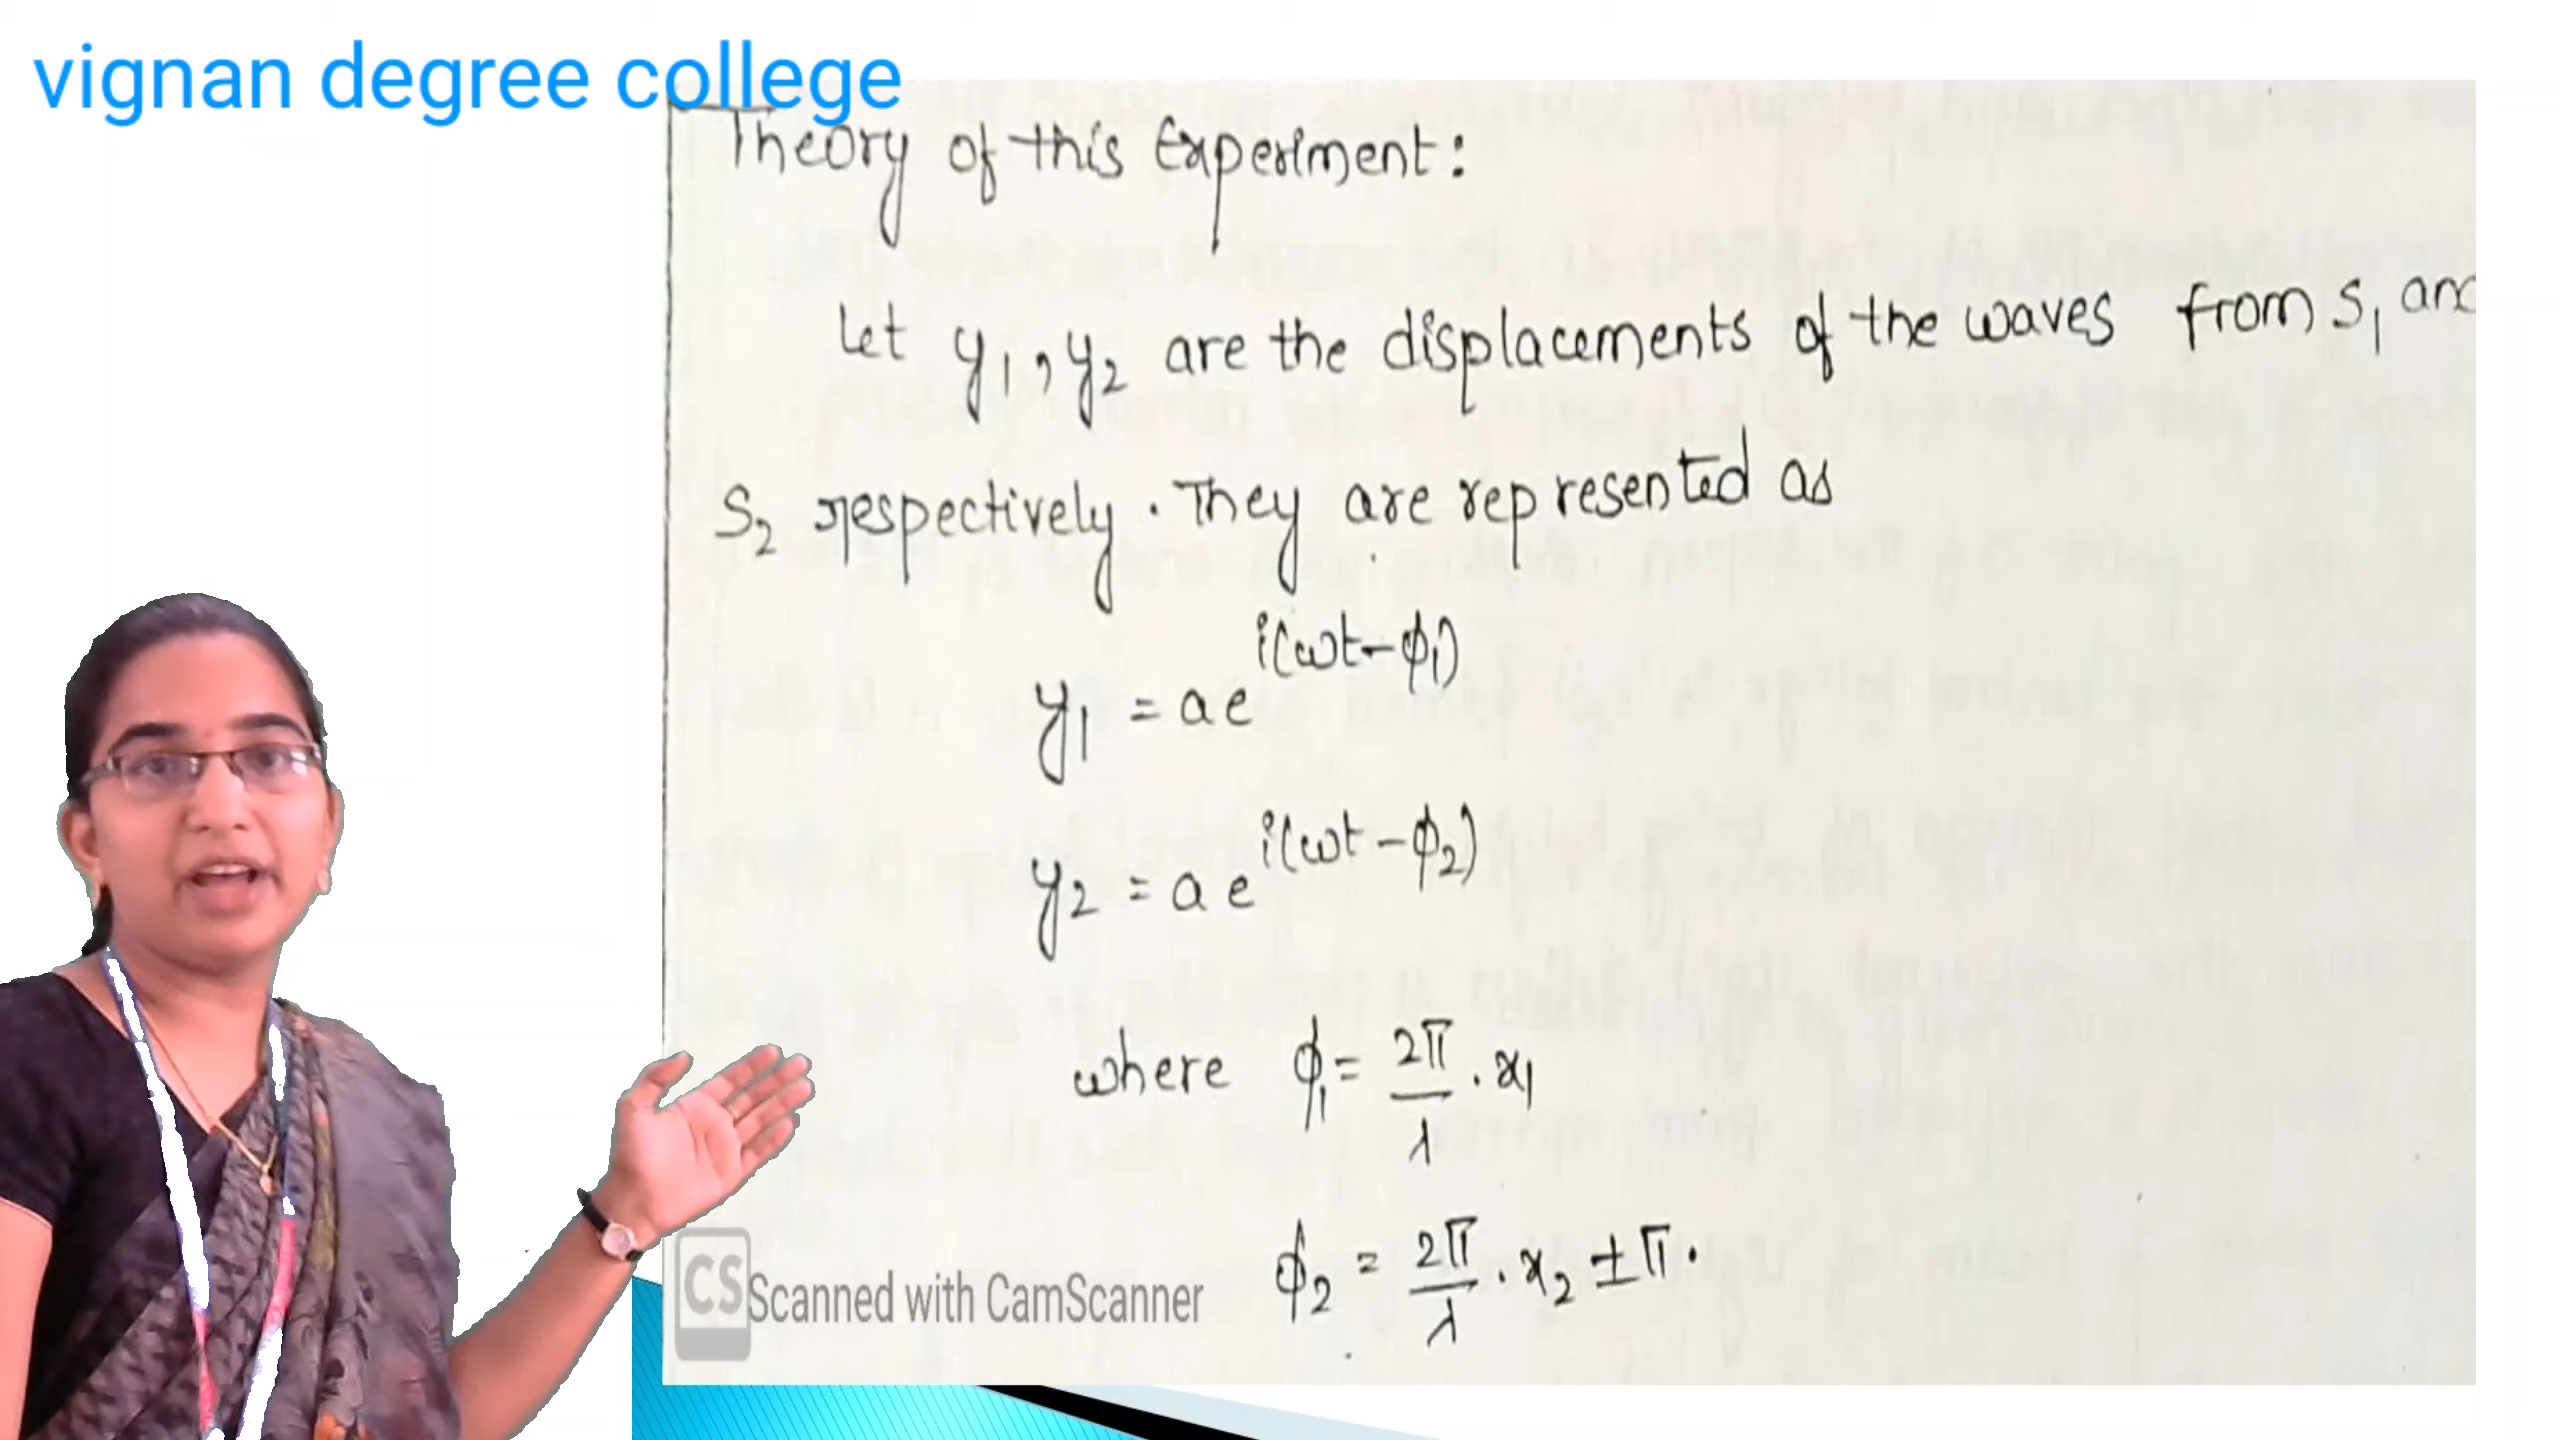 vignan degree college
Theory of this Experiment:
Let y₁, y₂ are the displacements of the waves from S₁ and
S₂ respectively. They are represented as
y₁ = a e^{i(ωt-ϕ₁)}
y₂ = a e^{i(ωt-ϕ₂)}
where ϕ₁ = 2π/λ . x₁
ϕ₂ = 2π/λ . x₂ ± π.
CS Scanned with CamScanner